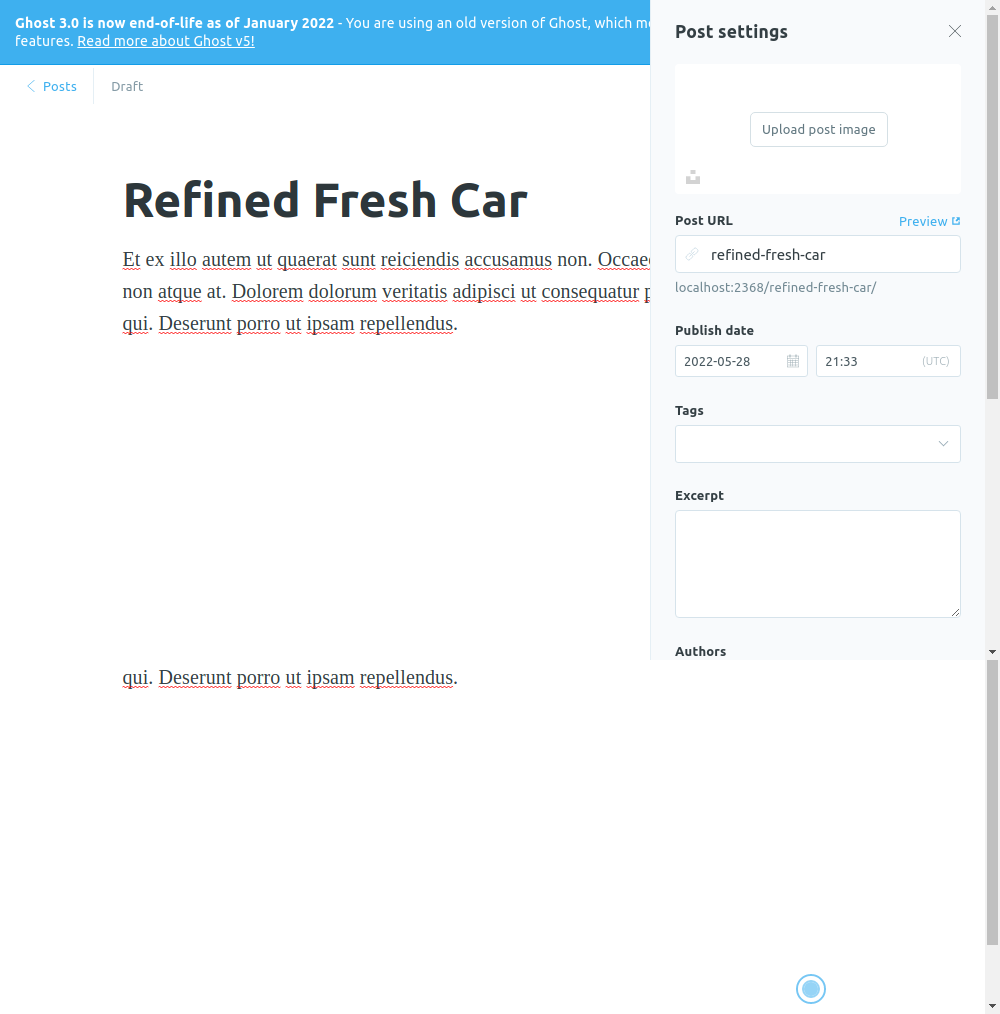 Ghost 3.0 is now end-of-life as of January 2022 - You are using an old version of Ghost, which
features. Read more about Ghost v5!
Posts
Draft
Refined Fresh Car
Et ex illo autem ut quaerat sunt reiciendis accusamus non.
non atque at. Dolorem dolorum veritatis adipisci ut consequatur
qui. Deserunt porro ut ipsam repellendus.
qui. Deserunt porro ut ipsam repellendus.
Post settings
Upload post image
Post URL
Preview
refined-fresh-car
localhost:2368/refined-fresh-car/
Publish date
2022-05-28
21:33
(UTC)
Tags
Excerpt
Authors